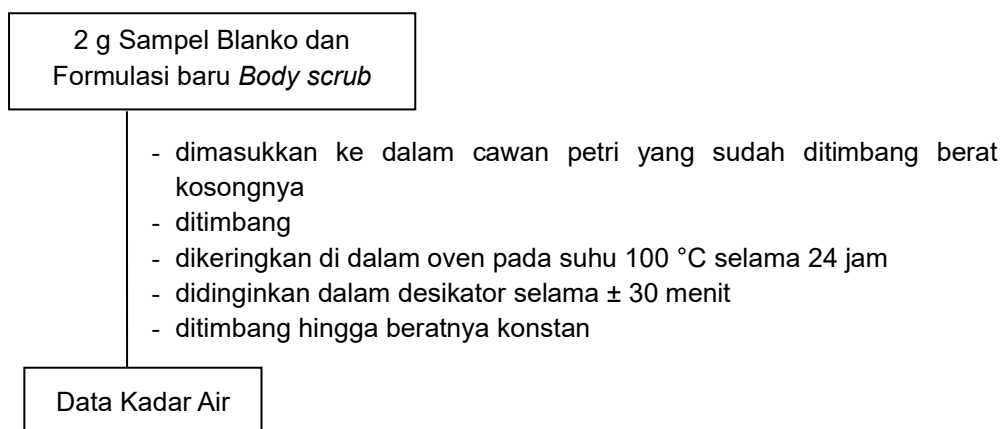 2 g Sampel Blanko dan
Formulasi baru Body scrub
- dimasukkan ke dalam cawan petri yang sudah ditimbang berat
kosongnya
- ditimbang
- dikeringkan di dalam oven pada suhu 100 °C selama 24 jam
- didinginkan dalam desikator selama ± 30 menit
- ditimbang hingga beratnya konstan
Data Kadar Air